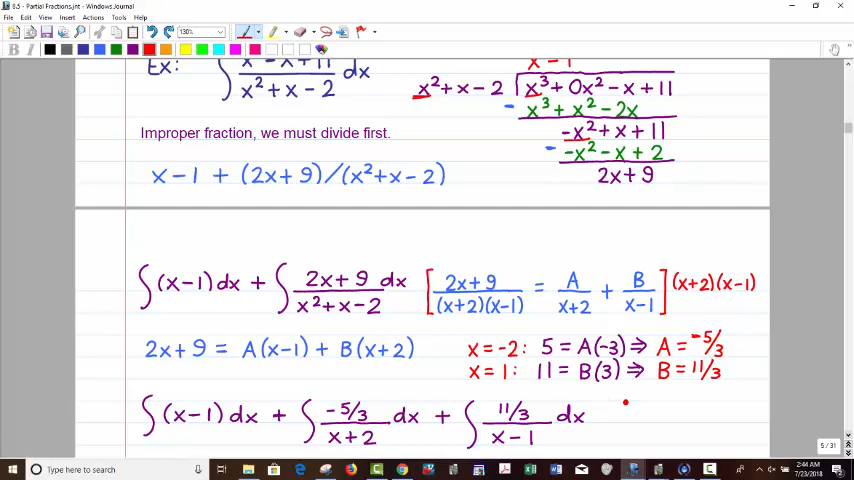 8.5 - Partial Fractions.jnt - Windows Journal
File Edit View Insert Actions Tools Help
130%
B I
Ex: ∫ x³ - x + 11 / x² + x - 2 dx
x - 1
x² + x - 2 | x³ + 0x² - x + 11
- x³ + x² - 2x
-x² + x + 11
- -x² - x + 2
2x + 9
Improper fraction, we must divide first.
x - 1 + (2x + 9)/(x² + x - 2)
∫ (x - 1) dx + ∫ 2x + 9 dx / x² + x - 2 [ 2x + 9 / (x + 2)(x - 1) = A / x + 2 + B / x - 1 ] (x + 2)(x - 1)
2x + 9 = A(x - 1) + B(x + 2)
x = -2: 5 = A(-3) ⇒ A = -5/3
x = 1: 11 = B(3) ⇒ B = 11/3
∫ (x - 1) dx + ∫ -5/3 / x + 2 dx + ∫ 11/3 / x - 1 dx
5 / 31
Type here to search
2:44 AM
7/23/2018